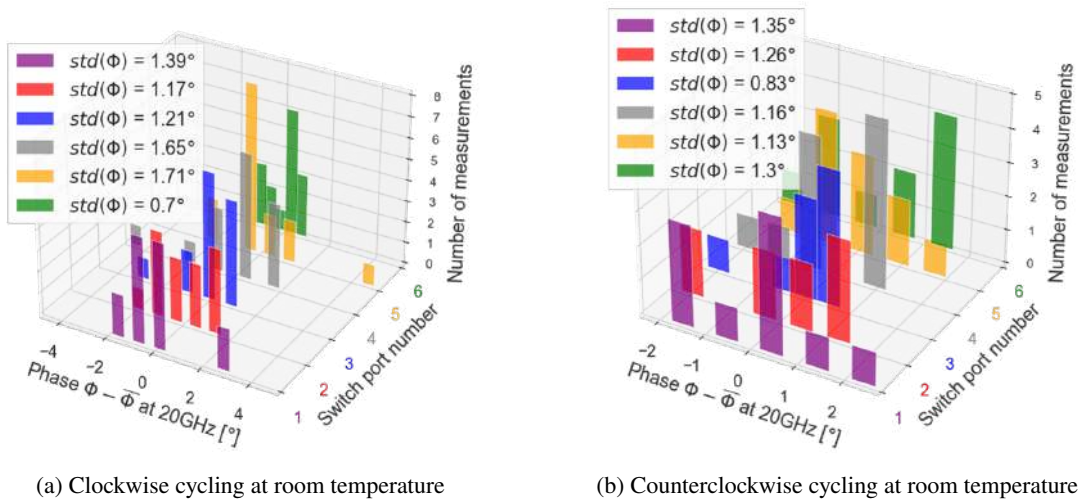 std(Φ) = 1.39°
std(Φ) = 1.17°
std(Φ) = 1.21°
std(Φ) = 1.65°
std(Φ) = 1.71°
std(Φ) = 0.7°
8
7
6
5
4
3
2
1
0
Number of measurements
6
5
4
3
2
1
Switch port number
−4
−2
0
2
4
Phase Φ − Φ̅ at 20GHz [°]
(a) Clockwise cycling at room temperature
std(Φ) = 1.35°
std(Φ) = 1.26°
std(Φ) = 0.83°
std(Φ) = 1.16°
std(Φ) = 1.13°
std(Φ) = 1.3°
5
4
3
2
1
0
Number of measurements
6
5
4
3
2
1
Switch port number
−2
−1
0
1
2
Phase Φ − Φ̅ at 20GHz [°]
(b) Counterclockwise cycling at room temperature